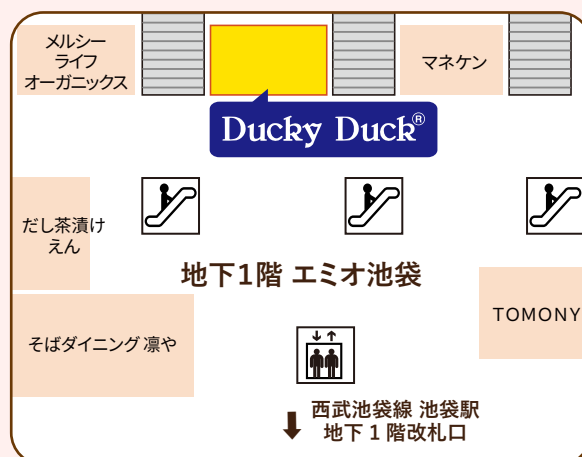 メルシー
ライフ
オーガニックス
マネケン
Ducky Duck®
だし茶漬け
えん
地下1階 エミオ池袋
TOMONY
そばダイニング 凛や
西武池袋線 池袋駅
地下 1 階改札口